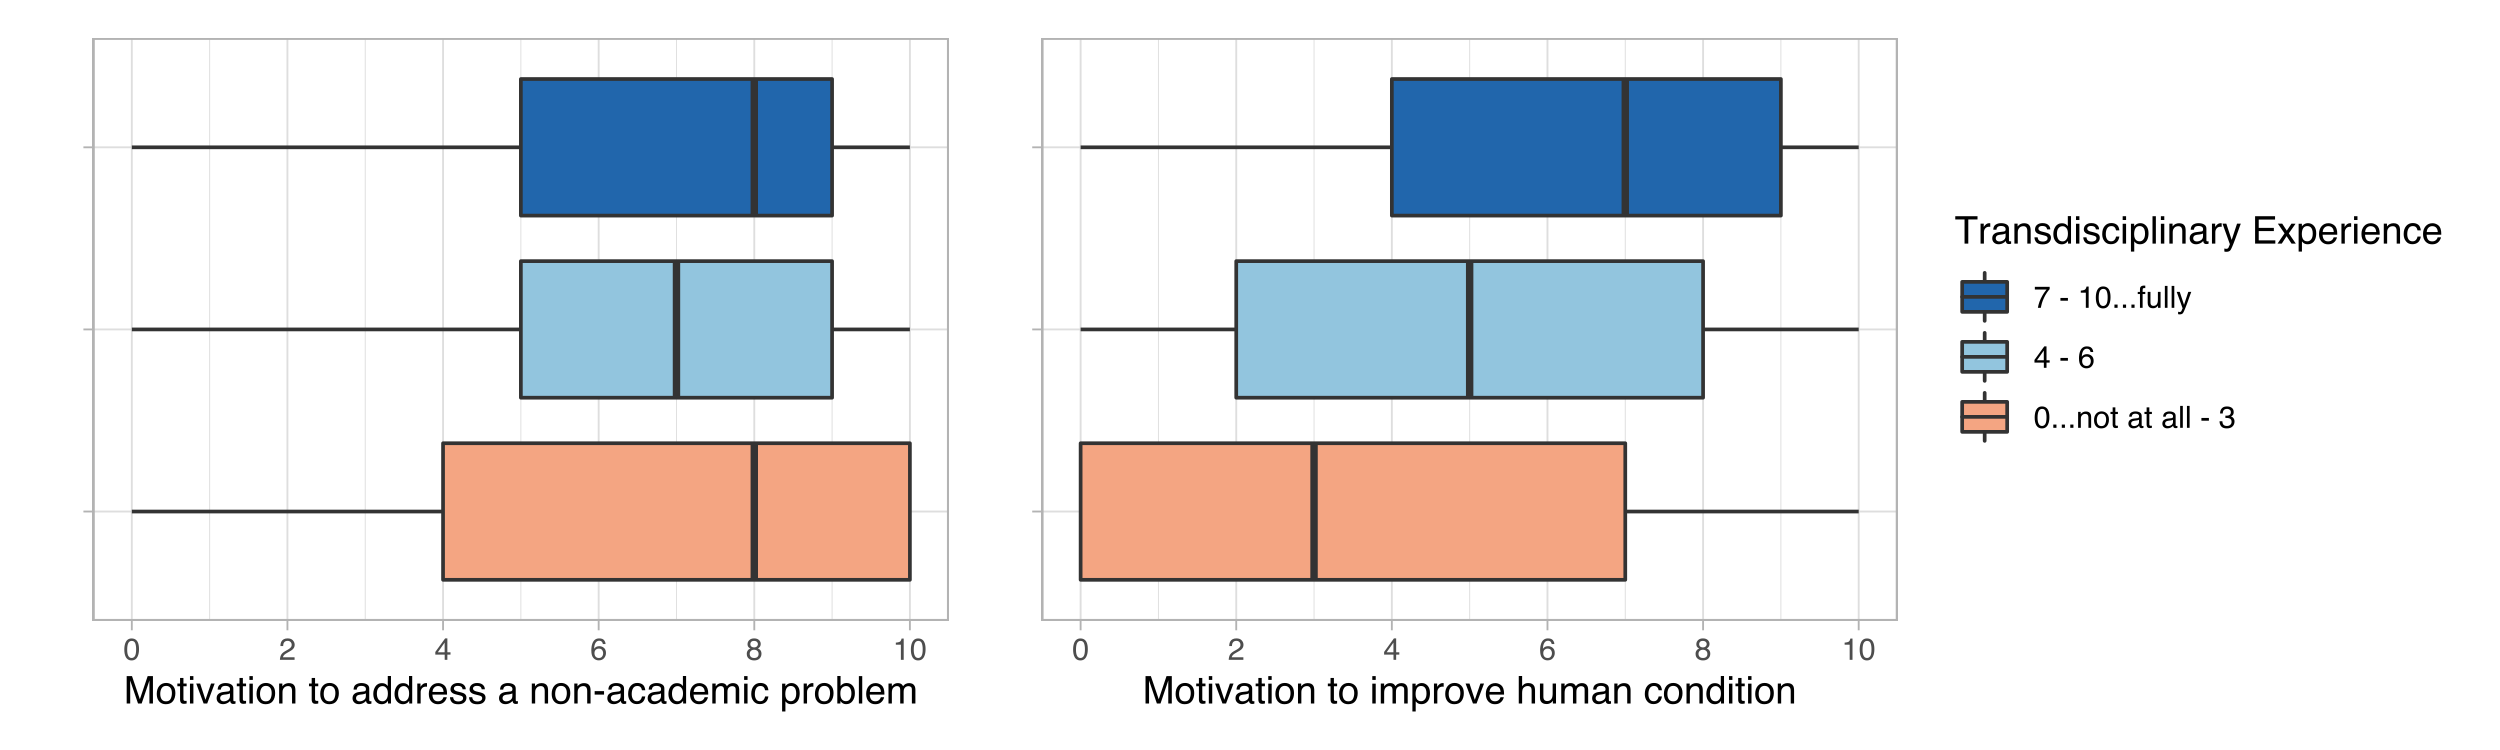 0 2 4 6 8 10
Motivation to address a non-academic problem
0 2 4 6 8 10
Motivation to improve human condition
Transdisciplinary Experience
7 - 10...fully
4 - 6
0...not at all - 3